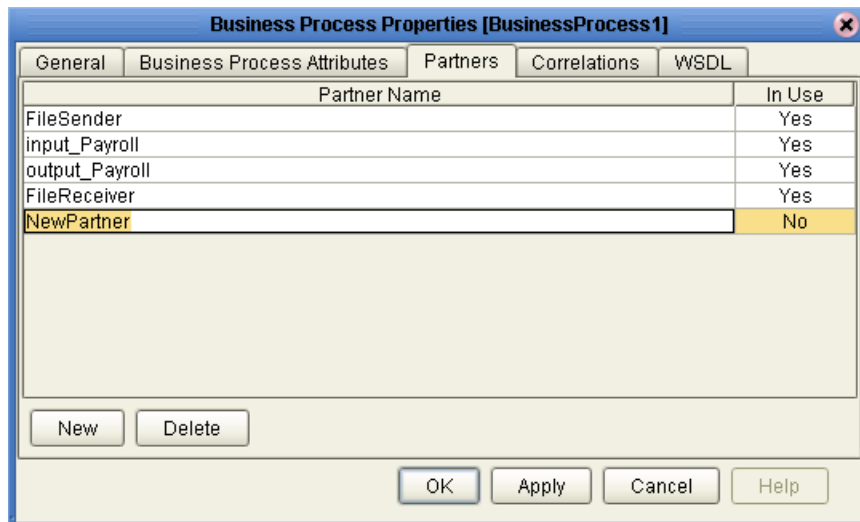 Business Process Properties [BusinessProcess1]
General Business Process Attributes Partners Correlations WSDL
Partner Name In Use
FileSender Yes
input_Payroll Yes
output_Payroll Yes
FileReceiver Yes
NewPartner No
New Delete
OK Apply Cancel Help